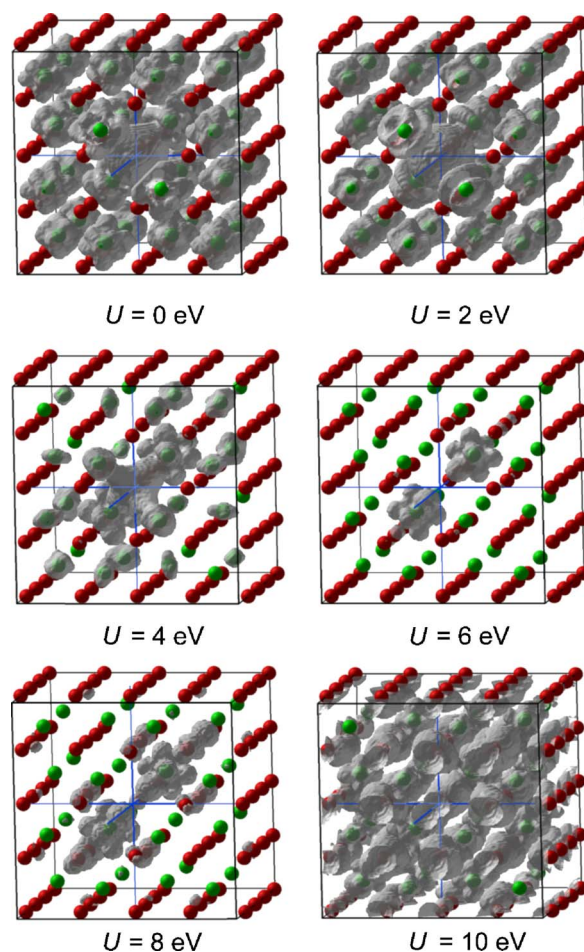 U = 0 eV
U = 2 eV
U = 4 eV
U = 6 eV
U = 8 eV
U = 10 eV